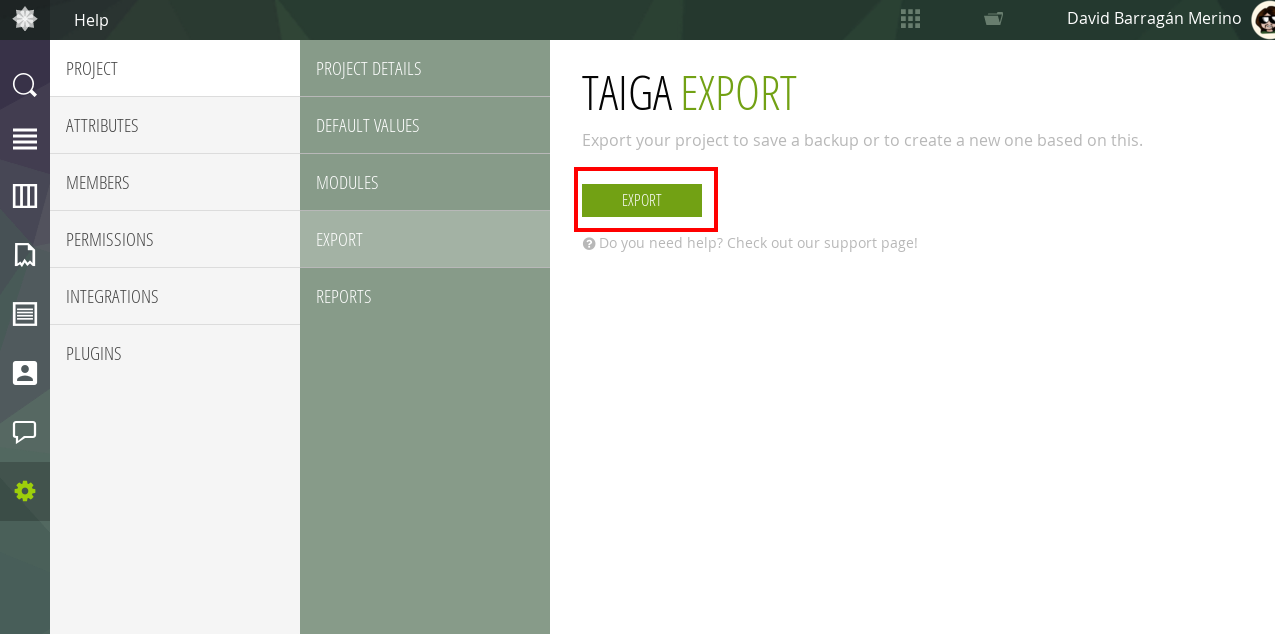 Help
David Barragán Merino
PROJECT
ATTRIBUTES
MEMBERS
PERMISSIONS
INTEGRATIONS
PLUGINS
PROJECT DETAILS
DEFAULT VALUES
MODULES
EXPORT
REPORTS
TAIGA EXPORT
Export your project to save a backup or to create a new one based on this.
EXPORT
Do you need help? Check out our support page!